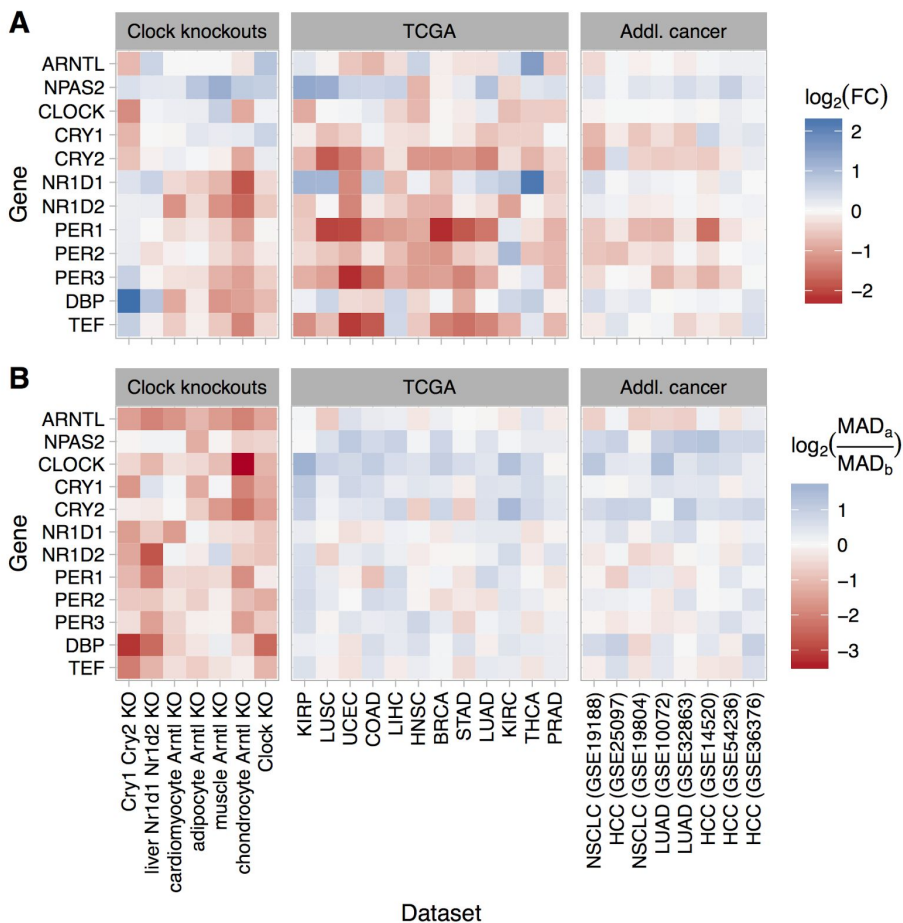 A
Clock knockouts
TCGA
Addl. cancer
ARNTL
NPAS2
CLOCK
CRY1
CRY2
NR1D1
NR1D2
PER1
PER2
PER3
DBP
TEF
Gene
log2(FC)
2
1
0
−1
−2
B
Clock knockouts
TCGA
Addl. cancer
ARNTL
NPAS2
CLOCK
CRY1
CRY2
NR1D1
NR1D2
PER1
PER2
PER3
DBP
TEF
Gene
log2(MADa/MADb)
1
0
−1
−2
−3
Cry1 Cry2 KO
liver Nr1d1 Nr1d2 KO
cardiomyocyte Arntl KO
adipocyte Arntl KO
muscle Arntl KO
chondrocyte Arntl KO
Clock KO
KIRP
LUSC
UCEC
COAD
LIHC
HNSC
BRCA
STAD
LUAD
KIRC
THCA
PRAD
NSCLC (GSE19188)
HCC (GSE25097)
NSCLC (GSE19804)
LUAD (GSE10072)
LUAD (GSE32863)
HCC (GSE14520)
HCC (GSE54236)
HCC (GSE36376)
Dataset